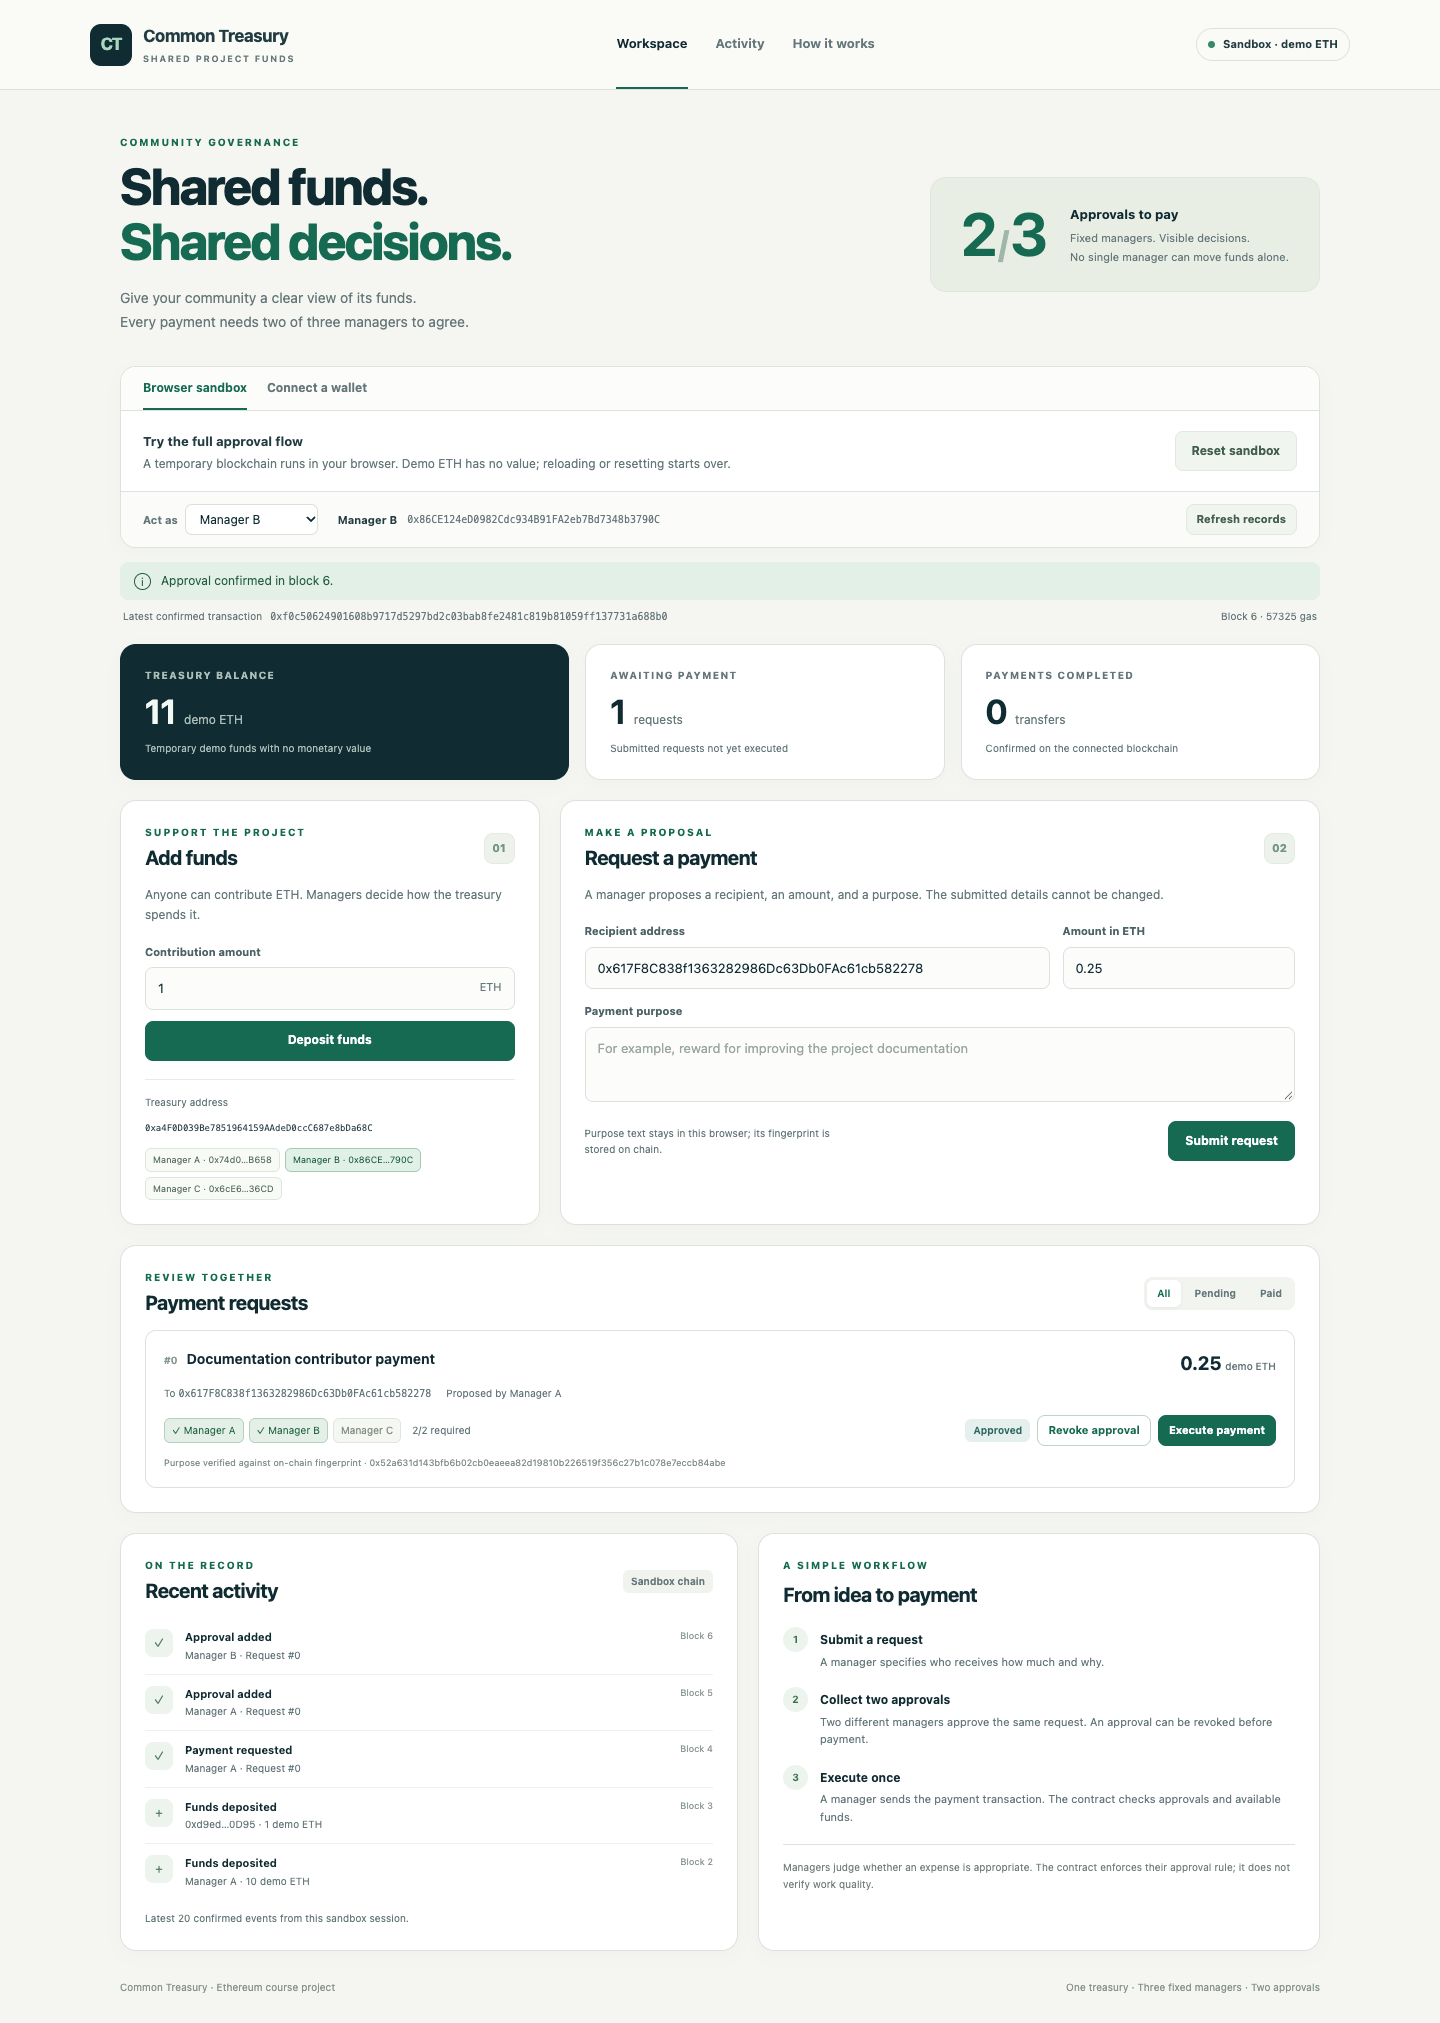 CT
Common Treasury
SHARED PROJECT FUNDS
Workspace
Activity
How it works
Sandbox · demo ETH
COMMUNITY GOVERNANCE
Shared funds.
Shared decisions.
Give your community a clear view of its funds.
Every payment needs two of three managers to agree.
2/3
Approvals to pay
Fixed managers. Visible decisions.
No single manager can move funds alone.
Browser sandbox
Connect a wallet
Try the full approval flow
A temporary blockchain runs in your browser. Demo ETH has no value; reloading or resetting starts over.
Reset sandbox
Act as
Manager B
Manager B 0x86CE124eD0982Cdc934B91FA2eb7Bd7348b3790C
Refresh records
Approval confirmed in block 6.
Latest confirmed transaction 0xf0c50624901608b9717d5297bd2c03bab8fe2481c819b81059ff137731a688b0
Block 6 · 57325 gas
TREASURY BALANCE
11 demo ETH
Temporary demo funds with no monetary value
AWAITING PAYMENT
1 requests
Submitted requests not yet executed
PAYMENTS COMPLETED
0 transfers
Confirmed on the connected blockchain
SUPPORT THE PROJECT
Add funds
01
Anyone can contribute ETH. Managers decide how the treasury
spends it.
Contribution amount
1
ETH
Deposit funds
Treasury address
0xa4F0D039Be7851964159AAdeD0ccC687e8bDa68C
Manager A · 0x74d0…B658
Manager B · 0x86CE…790C
Manager C · 0x6cE6…36CD
MAKE A PROPOSAL
Request a payment
02
A manager proposes a recipient, an amount, and a purpose. The submitted details cannot be changed.
Recipient address
0x617F8C838f1363282986Dc63Db0FAc61cb582278
Amount in ETH
0.25
Payment purpose
For example, reward for improving the project documentation
Purpose text stays in this browser; its fingerprint is
stored on chain.
Submit request
REVIEW TOGETHER
Payment requests
All
Pending
Paid
#0 Documentation contributor payment
0.25 demo ETH
To 0x617F8C838f1363282986Dc63Db0FAc61cb582278 Proposed by Manager A
✓ Manager A
✓ Manager B
Manager C
2/2 required
Approved
Revoke approval
Execute payment
Purpose verified against on-chain fingerprint · 0x52a631d143bfb6b02cb0eaeea82d19810b226519f356c27b1c078e7eccb84abe
ON THE RECORD
Recent activity
Sandbox chain
✓ Approval added
Block 6
Manager B · Request #0
✓ Approval added
Block 5
Manager A · Request #0
✓ Payment requested
Block 4
Manager A · Request #0
+ Funds deposited
Block 3
0xd9ed…0D95 · 1 demo ETH
+ Funds deposited
Block 2
Manager A · 10 demo ETH
Latest 20 confirmed events from this sandbox session.
A SIMPLE WORKFLOW
From idea to payment
1 Submit a request
A manager specifies who receives how much and why.
2 Collect two approvals
Two different managers approve the same request. An approval can be revoked before
payment.
3 Execute once
A manager sends the payment transaction. The contract checks approvals and available
funds.
Managers judge whether an expense is appropriate. The contract enforces their approval rule; it does not
verify work quality.
Common Treasury · Ethereum course project
One treasury · Three fixed managers · Two approvals